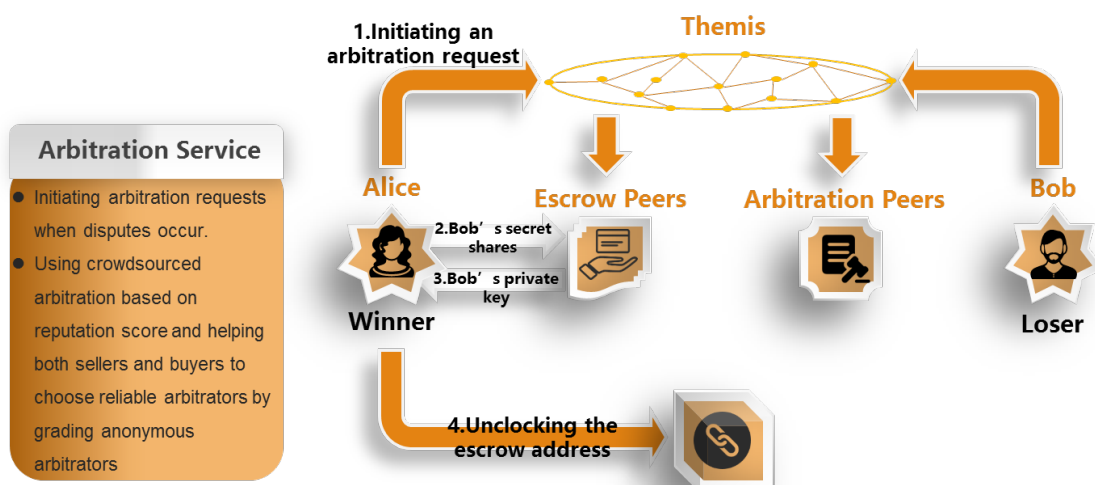 1.Initiating an
arbitration request
Themis
Arbitration Service
Initiating arbitration requests
when disputes occur.
Using crowdsourced
arbitration based on
reputation score and helping
both sellers and buyers to
choose reliable arbitrators by
grading anonymous
arbitrators
Alice
Escrow Peers
Arbitration Peers
Bob
2.Bob’s secret
shares
3.Bob’s private
key
Winner
Loser
4.Unclocking the
escrow address